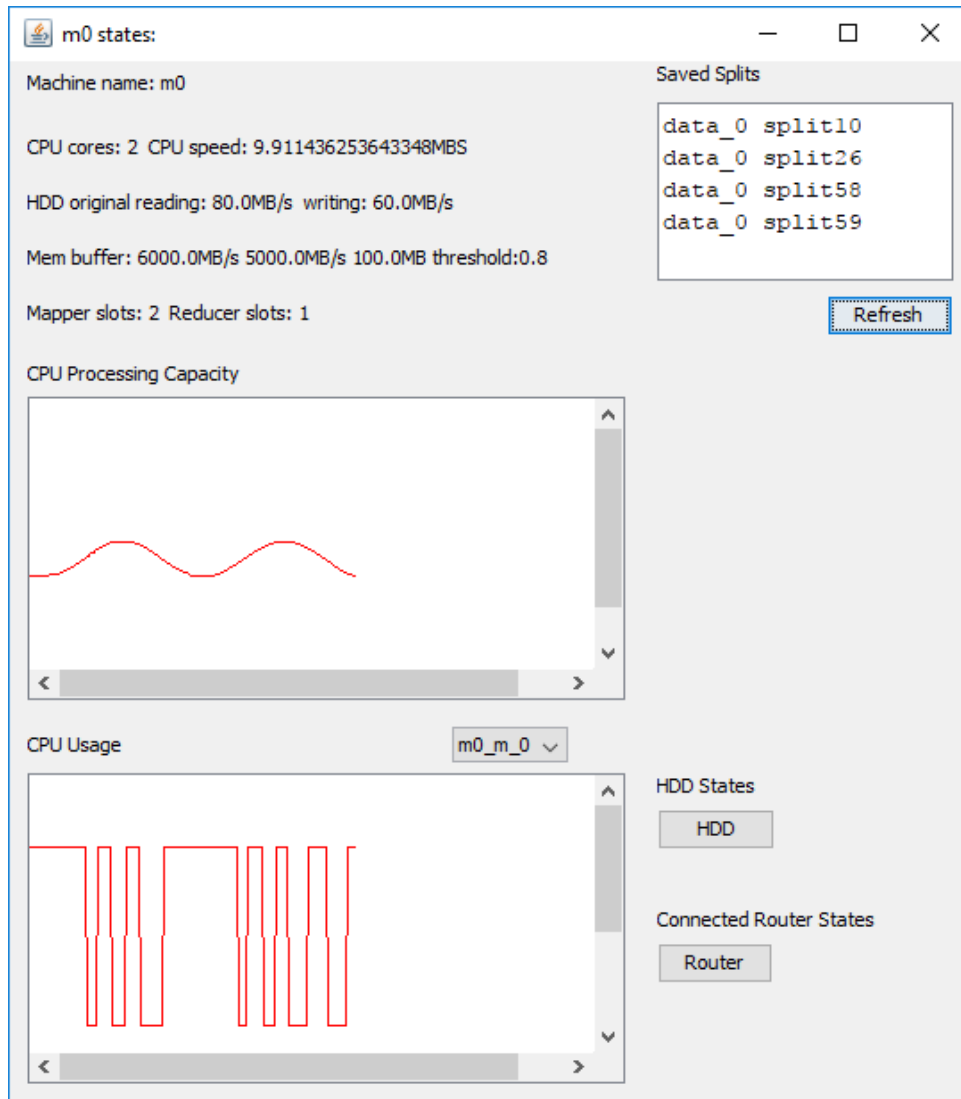 m0 states:
Machine name: m0
Saved Splits
data_0 split10
data_0 split26
data_0 split58
data_0 split59
CPU cores: 2 CPU speed: 9.911436253643348MBS
HDD original reading: 80.0MB/s writing: 60.0MB/s
Mem buffer: 6000.0MB/s 5000.0MB/s 100.0MB threshold:0.8
Mapper slots: 2 Reducer slots: 1
Refresh
CPU Processing Capacity
CPU Usage
m0_m_0
HDD States
HDD
Connected Router States
Router